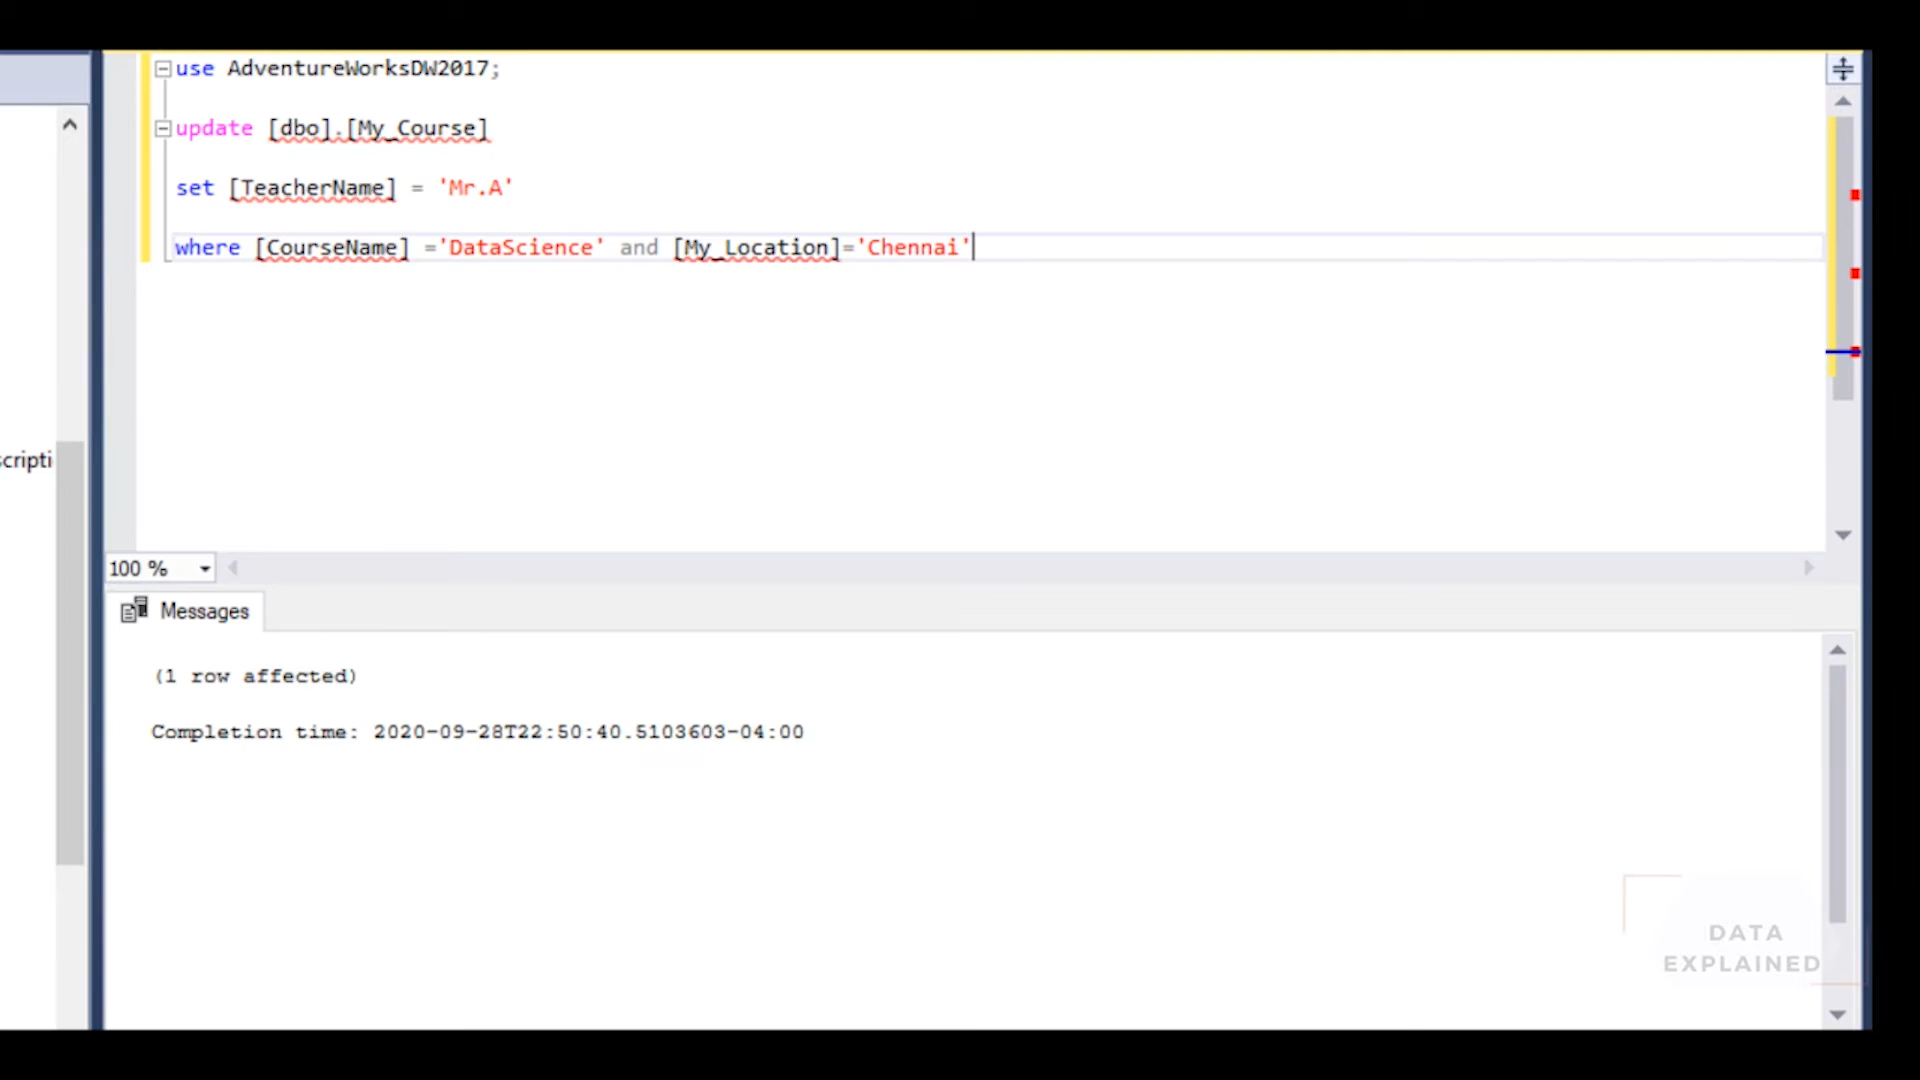 use AdventureWorksDW2017;
update [dbo].[My_Course]
set [TeacherName] = 'Mr.A'
where [CourseName] ='DataScience' and [My_Location]='Chennai'
scripti
100 %
Messages
(1 row affected)
Completion time: 2020-09-28T22:50:40.5103603-04:00
DATA
EXPLAINED